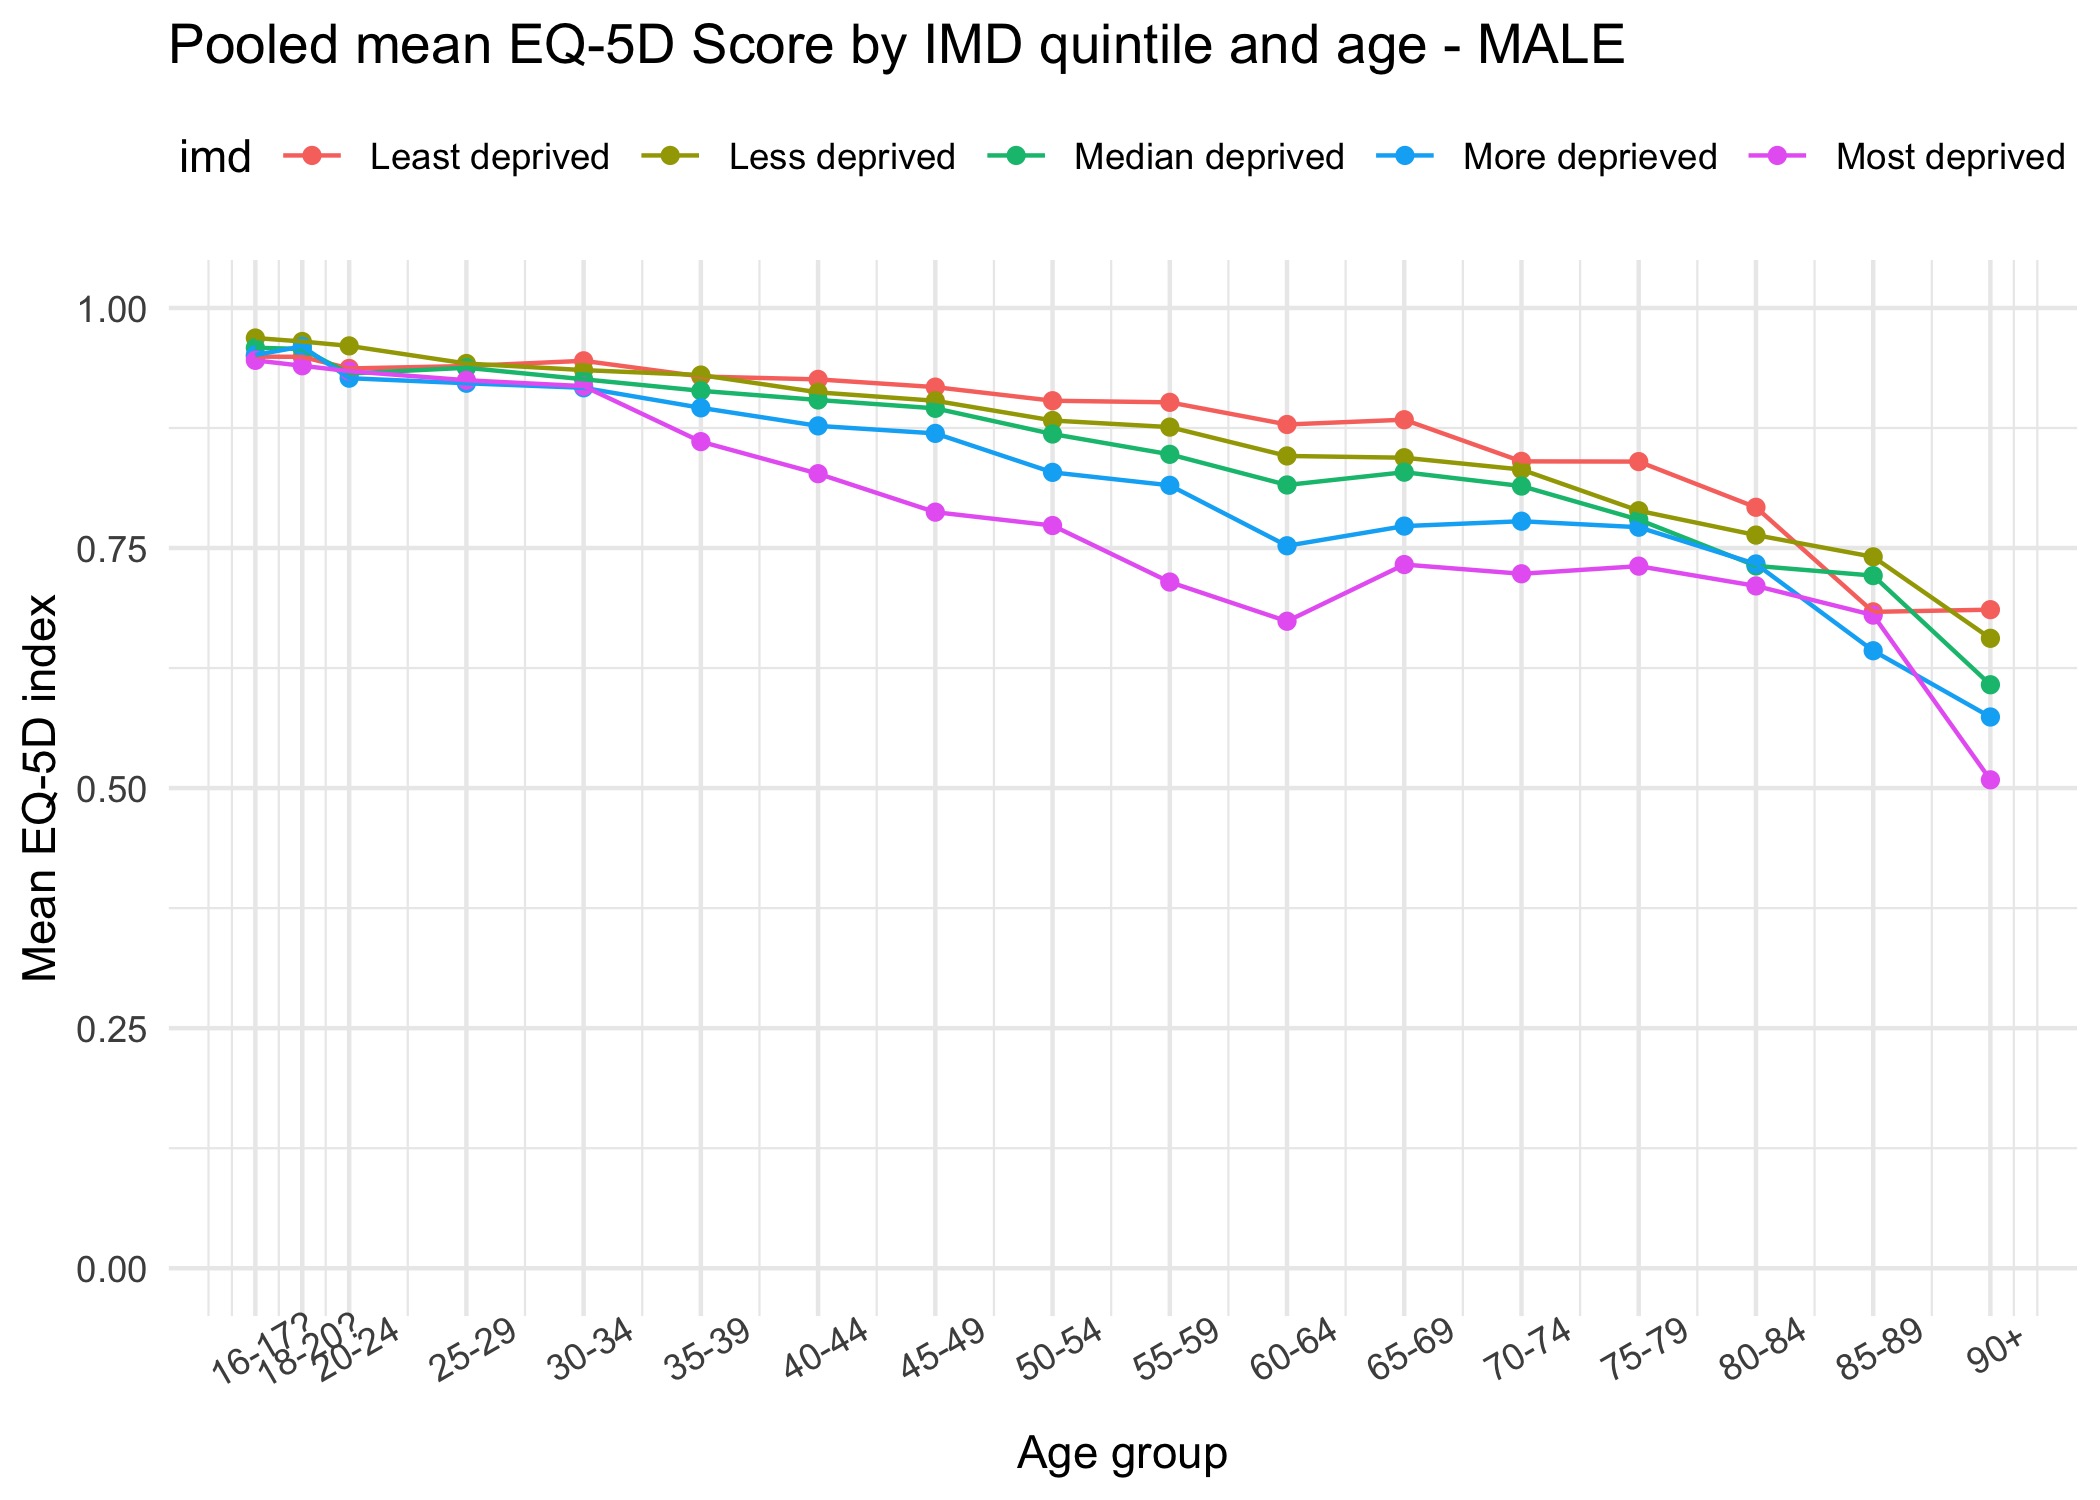 Pooled mean EQ-5D Score by IMD quintile and age - MALE
imd Least deprived Less deprived Median deprived More deprieved Most deprived
Mean EQ-5D index
1.00
0.75
0.50
0.25
0.00
16-17? 18-20? 20-24 25-29 30-34 35-39 40-44 45-49 50-54 55-59 60-64 65-69 70-74 75-79 80-84 85-89 90+
Age group